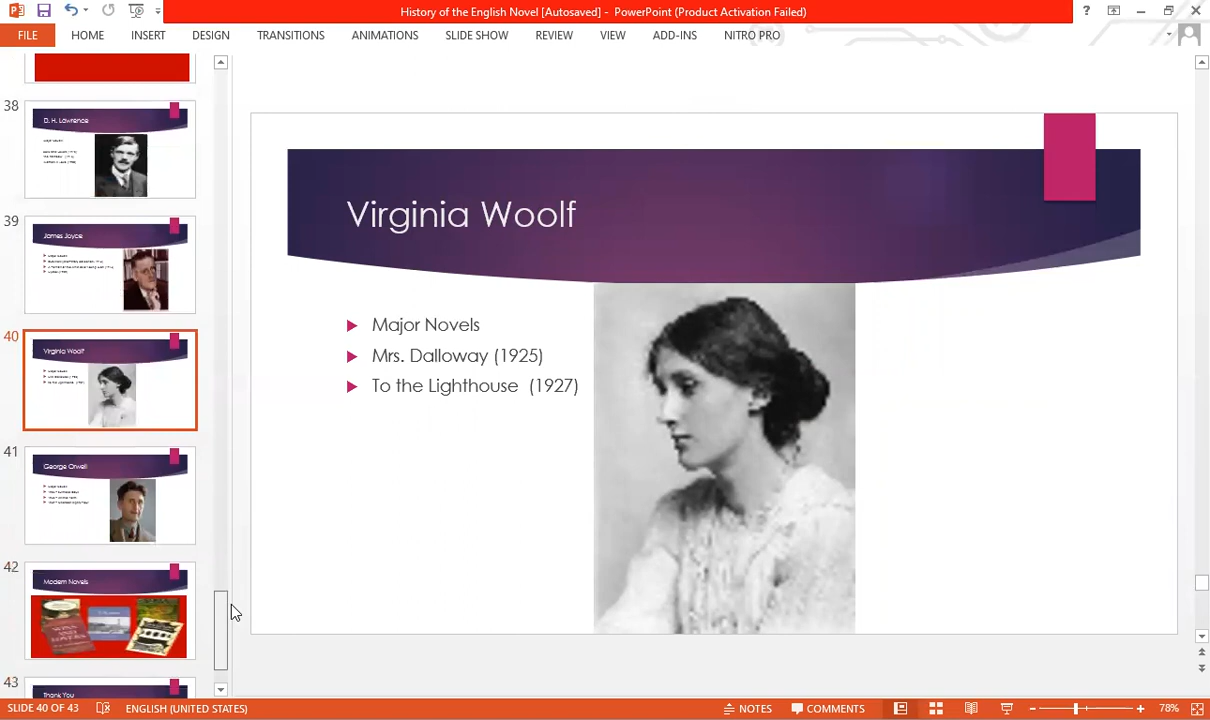 History of the English Novel [Autosaved] - PowerPoint (Product Activation Failed)
FILE HOME INSERT DESIGN TRANSITIONS ANIMATIONS SLIDE SHOW REVIEW VIEW ADD-INS NITRO PRO
38
D. H. Lawrence
39
James Joyce
40
Virginia Woolf
41
George Orwell
42
Modern Novels
43
Thank You
Virginia Woolf
Major Novels
Mrs. Dalloway (1925)
To the Lighthouse (1927)
SLIDE 40 OF 43 ENGLISH (UNITED STATES) NOTES COMMENTS 78%